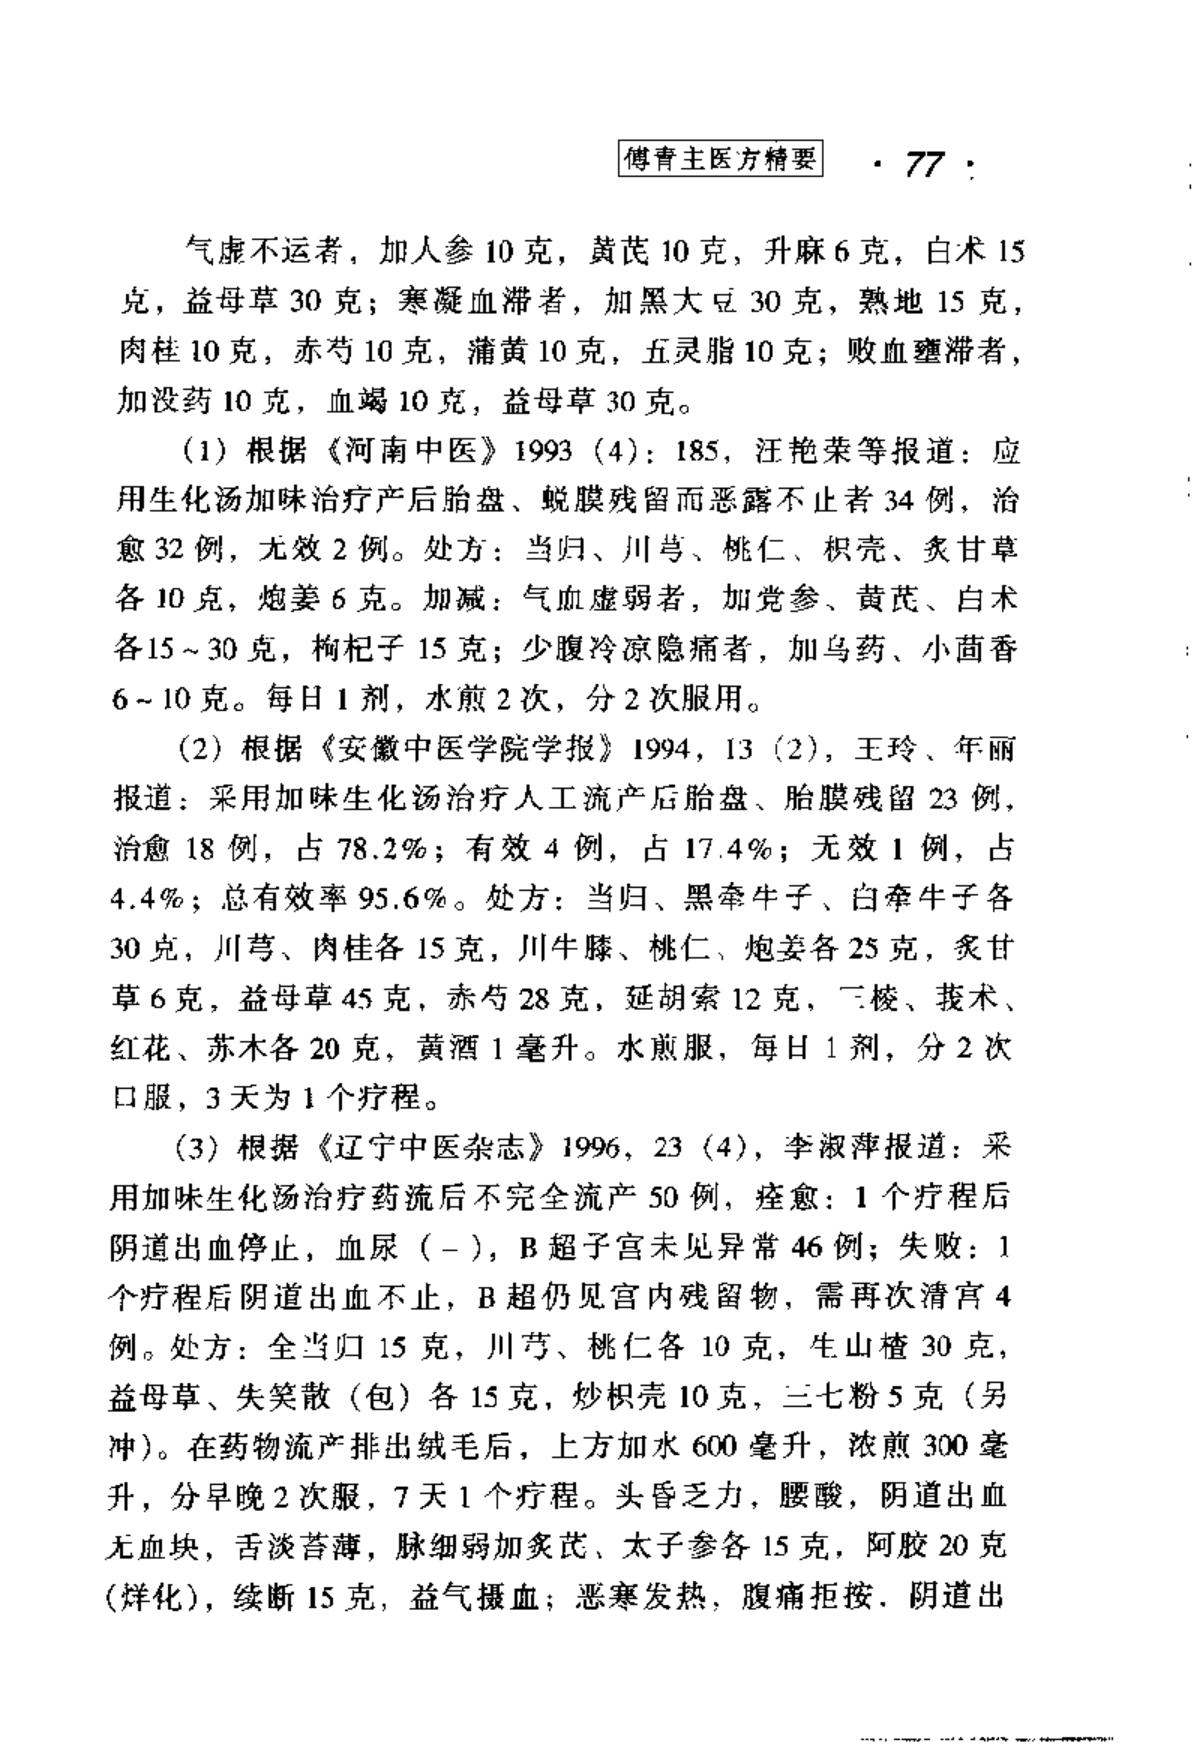 傅青主医方精要 · 77 ·
气虚不运者，加人参 10 克，黄芪 10 克，升麻 6 克，白术 15
克，益母草 30 克；寒凝血滞者，加黑大豆 30 克，熟地 15 克，
肉桂 10 克，赤芍 10 克，蒲黄 10 克，五灵脂 10 克；败血壅滞者，
加没药 10 克，血竭 10 克，益母草 30 克。
（1）根据《河南中医》1993（4）：185，汪艳荣等报道：应
用生化汤加味治疗产后胎盘、蜕膜残留而恶露不止者 34 例，治
愈 32 例，无效 2 例。处方：当归、川芎、桃仁、枳壳、炙甘草
各 10 克，炮姜 6 克。加减：气血虚弱者，加党参、黄芪、白术
各15～30 克，枸杞子 15 克；少腹冷凉隐痛者，加乌药、小茴香
6～10 克。每日 1 剂，水煎 2 次，分 2 次服用。
（2）根据《安徽中医学院学报》1994，13（2），王玲、年丽
报道：采用加味生化汤治疗人工流产后胎盘、胎膜残留 23 例，
治愈 18 例，占 78.2%；有效 4 例，占 17.4%；无效 1 例，占
4.4%；总有效率 95.6%。处方：当归、黑牵牛子、白牵牛子各
30 克，川芎、肉桂各 15 克，川牛膝、桃仁、炮姜各 25 克，炙甘
草 6 克，益母草 45 克，赤芍 28 克，延胡索 12 克，三棱、莪术、
红花、苏木各 20 克，黄酒 1 毫升。水煎服，每日 1 剂，分 2 次
口服，3 天为 1 个疗程。
（3）根据《辽宁中医杂志》1996，23（4），李淑萍报道：采
用加味生化汤治疗药流后不完全流产 50 例，痊愈：1 个疗程后
阴道出血停止，血尿（－），B 超子宫未见异常 46 例；失败：1
个疗程后阴道出血不止，B 超仍见宫内残留物，需再次清宫 4
例。处方：全当归 15 克，川芎、桃仁各 10 克，生山楂 30 克，
益母草、失笑散（包）各 15 克，炒枳壳 10 克，三七粉 5 克（另
冲）。在药物流产排出绒毛后，上方加水 600 毫升，浓煎 300 毫
升，分早晚 2 次服，7 天 1 个疗程。头昏乏力，腰酸，阴道出血
无血块，舌淡苔薄，脉细弱加炙芪、太子参各 15 克，阿胶 20 克
(烊化)，续断 15 克，益气摄血；恶寒发热，腹痛拒按．阴道出